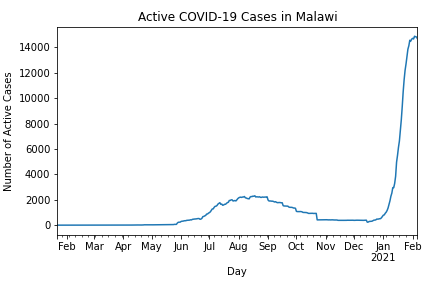 Active COVID-19 Cases in Malawi
Number of Active Cases
14000
12000
10000
8000
6000
4000
2000
0
Feb Mar Apr May Jun Jul Aug Sep Oct Nov Dec Jan Feb
2021
Day